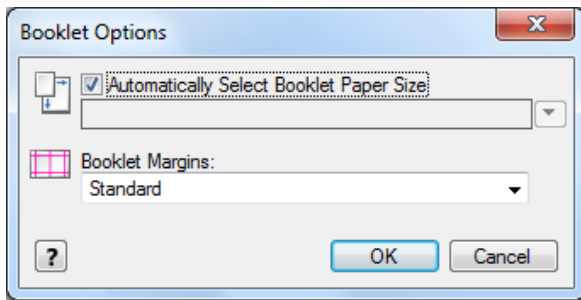 Booklet Options
Automatically Select Booklet Paper Size
Booklet Margins:
Standard
?
OK
Cancel